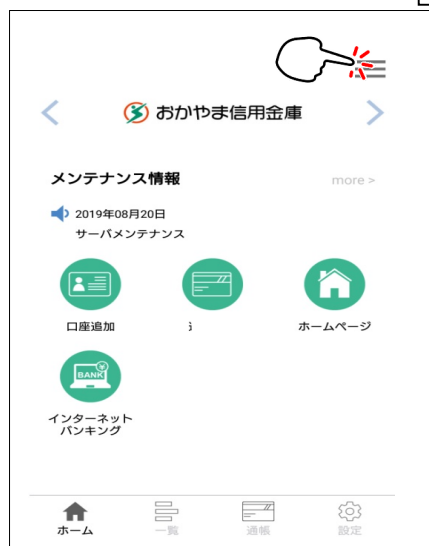 おかやま信用金庫
メンテナンス情報
more >
2019年08月20日
サーバメンテナンス
口座追加
ホームページ
BANK
インターネット
バンキング
ホーム
一覧
通帳
設定